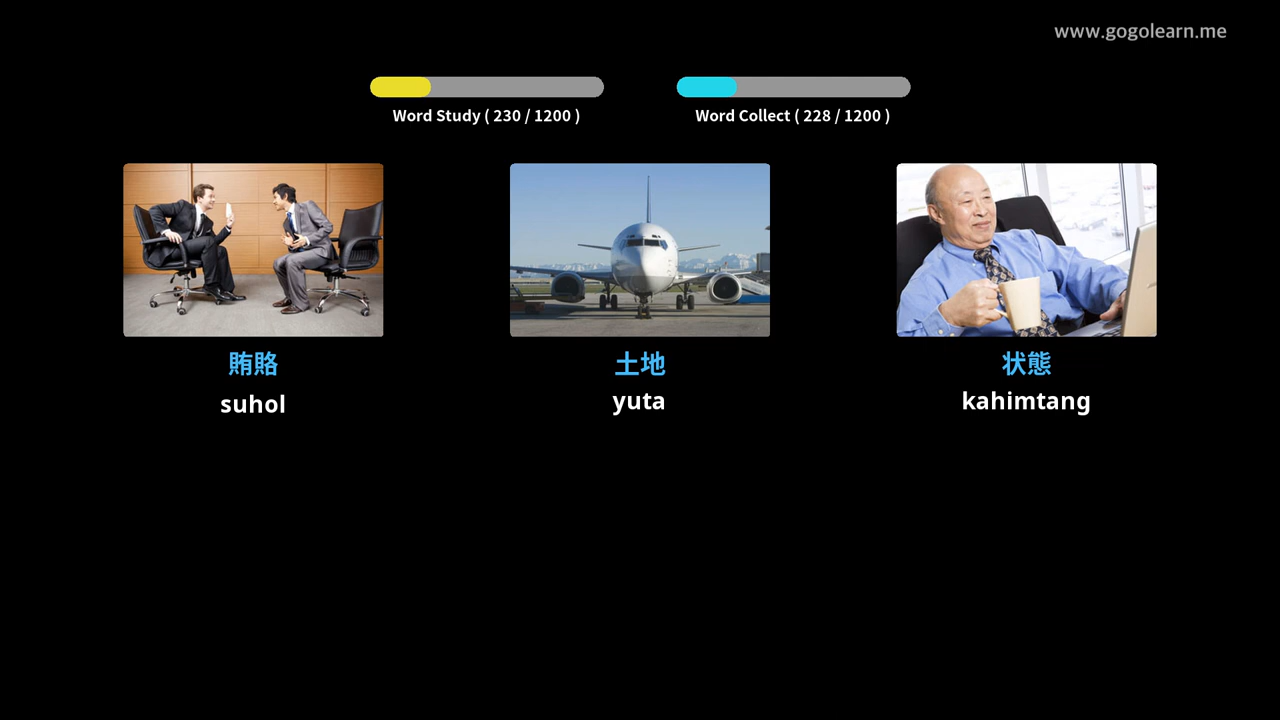 www.gogolearn.me
Word Study ( 230 / 1200 )
Word Collect ( 228 / 1200 )
賄賂
土地
状態
suhol
yuta
kahimtang